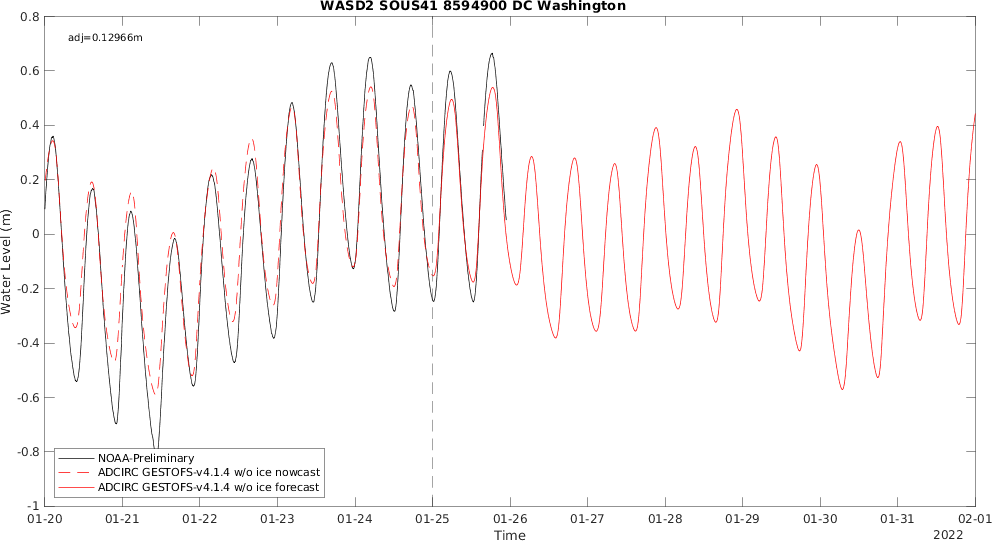 WASD2 SOUS41 8594900 DC Washington
adj=0.12966m
0.8
0.6
0.4
0.2
0
-0.2
-0.4
-0.6
-0.8
-1
Water Level (m)
NOAA-Preliminary
ADCIRC GESTOFS-v4.1.4 w/o ice nowcast
ADCIRC GESTOFS-v4.1.4 w/o ice forecast
01-20 01-21 01-22 01-23 01-24 01-25 01-26 01-27 01-28 01-29 01-30 01-31 02-01
Time
2022